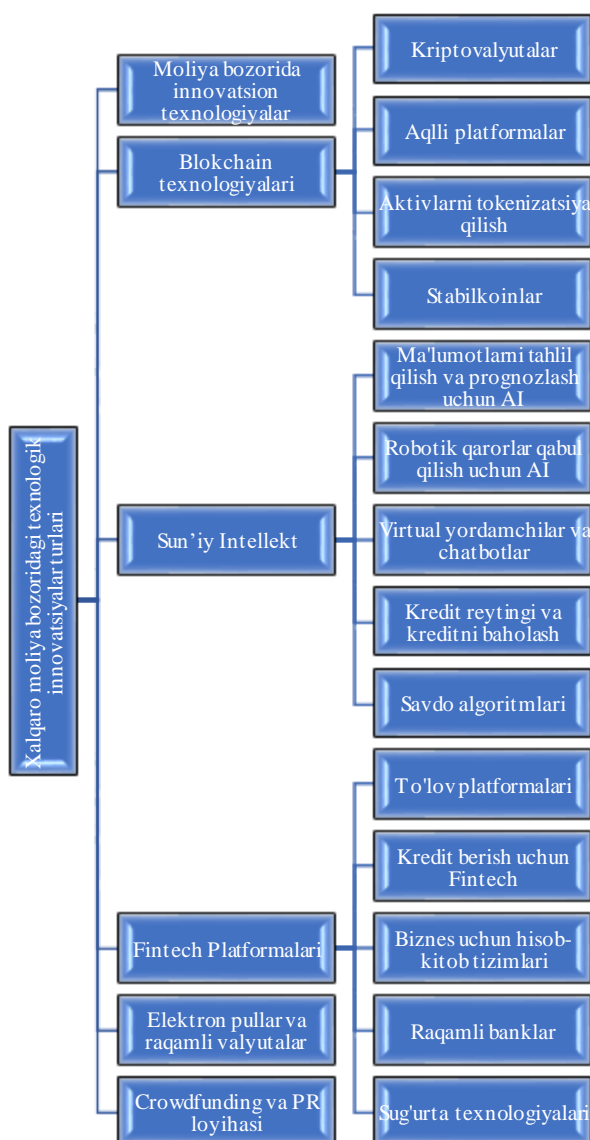 Xalqaro moliya bozoridagi texnologik
innovatsiyalar turlari
Moliya bozorida
innovatsion
texnologiyalar
Blokchain
texnologiyalari
Kriptovalyutalar
Aqlli platformalar
Aktivlarni tokenizatsiya
qilish
Stabilkoinlar
Sun’iy Intellekt
Ma'lumotlarni tahlil
qilish va prognozlash
uchun AI
Robotik qarorlar qabul
qilish uchun AI
Virtual yordamchilar va
chatbotlar
Kredit reytingi va
kreditni baholash
Savdo algoritmlari
Fintech Platformalari
To'lov platformalari
Kredit berish uchun
Fintech
Biznes uchun hisob-
kitob tizimlari
Raqamli banklar
Sug'urta texnologiyalari
Elektron pullar va
raqamli valyutalar
Crowdfunding va PR
loyihasi